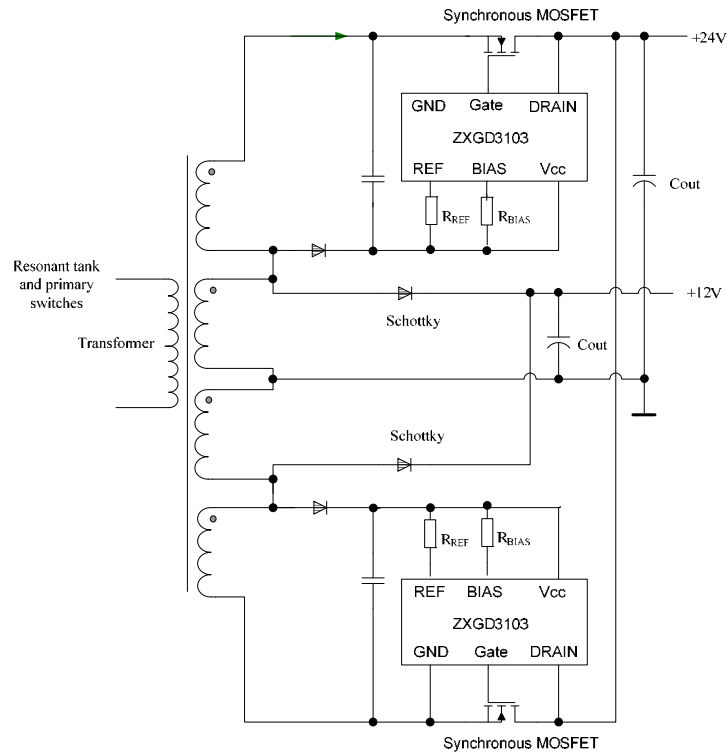 Synchronous MOSFET
+24V
GND Gate DRAIN
ZXGD3103
REF BIAS Vcc
Cout
RREF RBIAS
Resonant tank
and primary
switches
+12V
Schottky
Transformer
Cout
Schottky
RREF RBIAS
REF BIAS Vcc
ZXGD3103
GND Gate DRAIN
Synchronous MOSFET